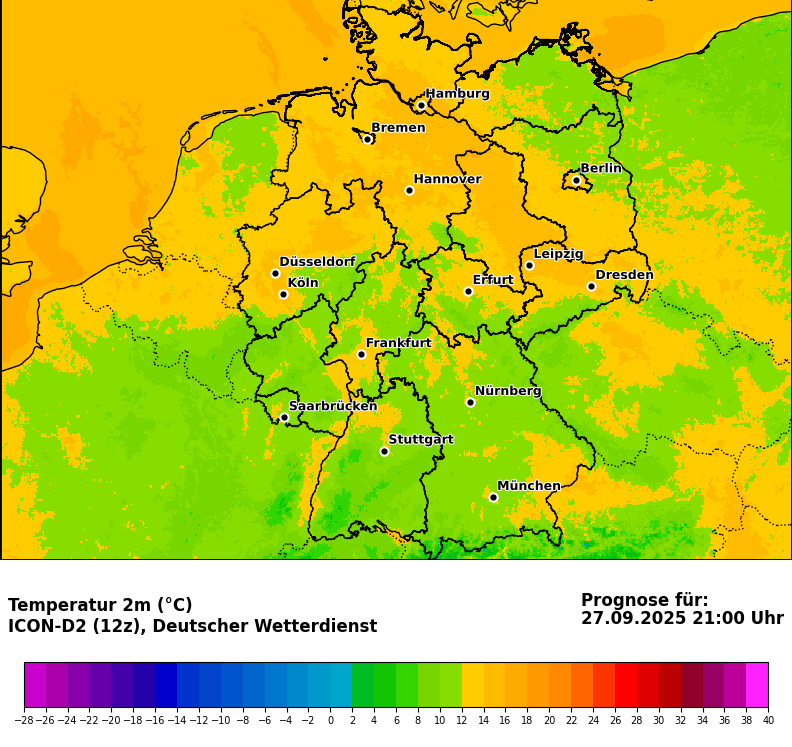 Hamburg
Bremen
Berlin
Hannover
Leipzig
Düsseldorf
Dresden
Köln
Erfurt
Frankfurt
Nürnberg
Saarbrücken
Stuttgart
München
Temperatur 2m (°C)
ICON-D2 (12z), Deutscher Wetterdienst
Prognose für:
27.09.2025 21:00 Uhr
−28 −26 −24 −22 −20 −18 −16 −14 −12 −10 −8 −6 −4 −2 0 2 4 6 8 10 12 14 16 18 20 22 24 26 28 30 32 34 36 38 40